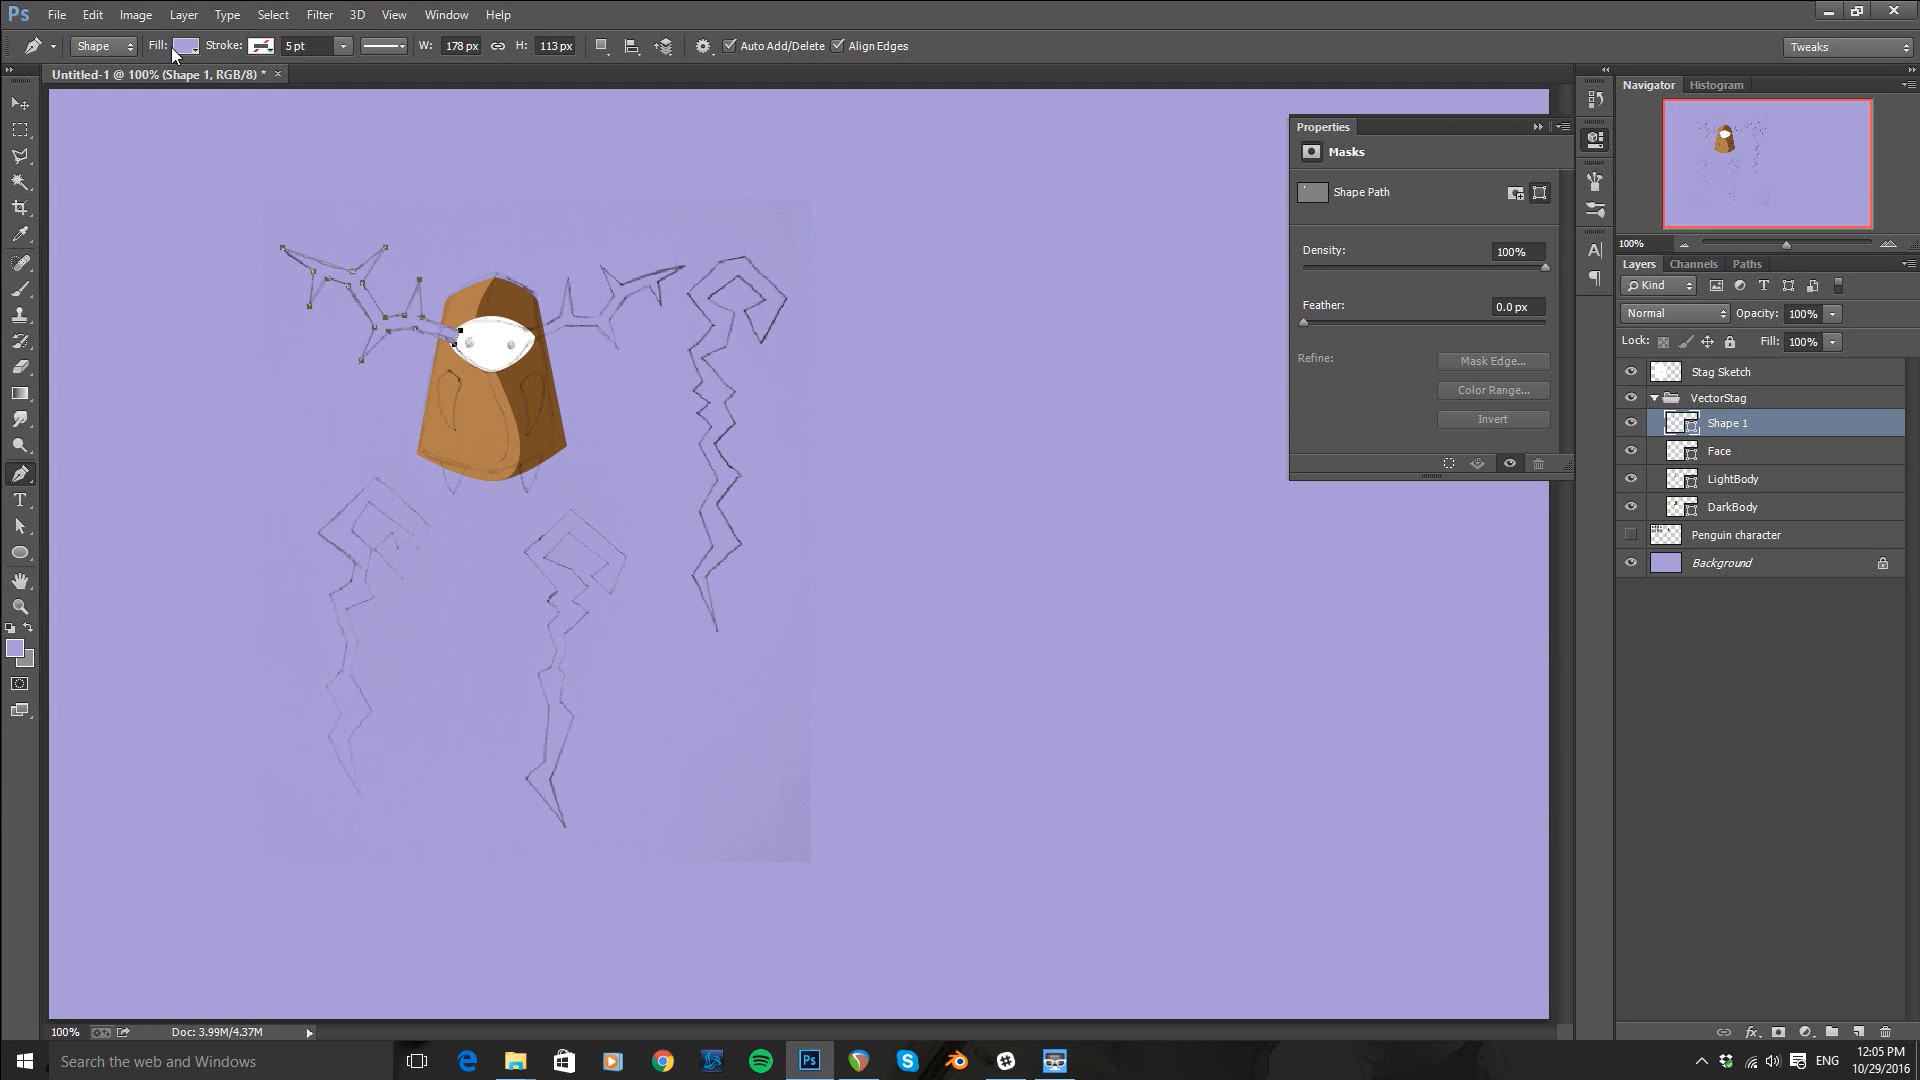 Ps File Edit Image Layer Type Select Filter 3D View Window Help
Shape Fill: Stroke: 5 pt W: 178 px H: 113 px Auto Add/Delete Align Edges Tweaks
Untitled-1 @ 100% (Shape 1, RGB/8) * ×
Navigator Histogram
Properties
Masks
Shape Path
Density: 100%
Feather: 0.0 px
Refine: Mask Edge...
Color Range...
Invert
100%
Layers Channels Paths
Kind
Normal Opacity: 100%
Lock: Fill: 100%
Stag Sketch
VectorStag
Shape 1
Face
LightBody
DarkBody
Penguin character
Background
100% Doc: 3.99M/4.37M
Search the web and Windows
Ps
ENG
12:05 PM
10/29/2016